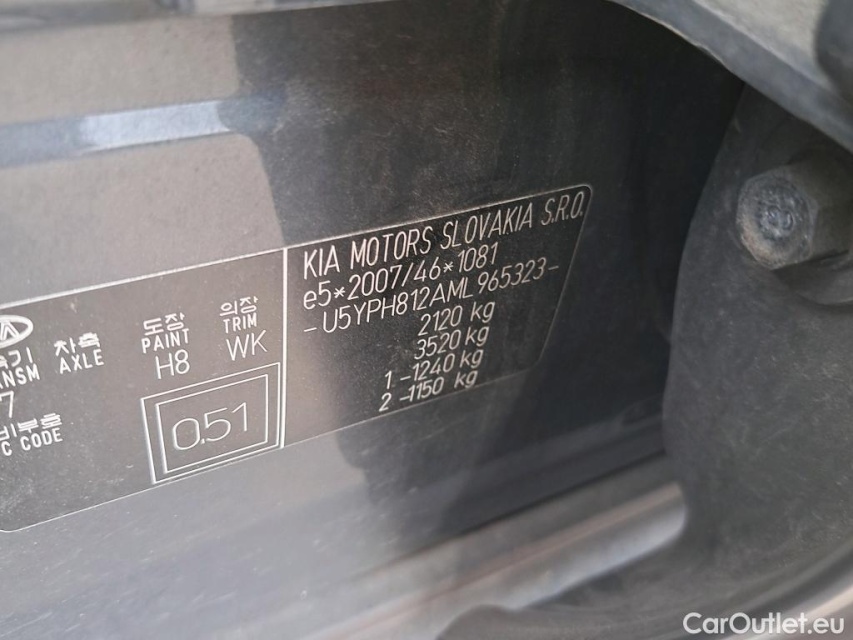 KIA MOTORS SLOVAKIA S.R.O.
e5*2007/46*1081
-U5YPH812AML965323-
2120 kg
3520 kg
1 -1240 kg
2 -1150 kg
차축 도장 의장
AXLE PAINT TRIM
H8 WK
7
C CODE
0.51
CarOutlet.eu